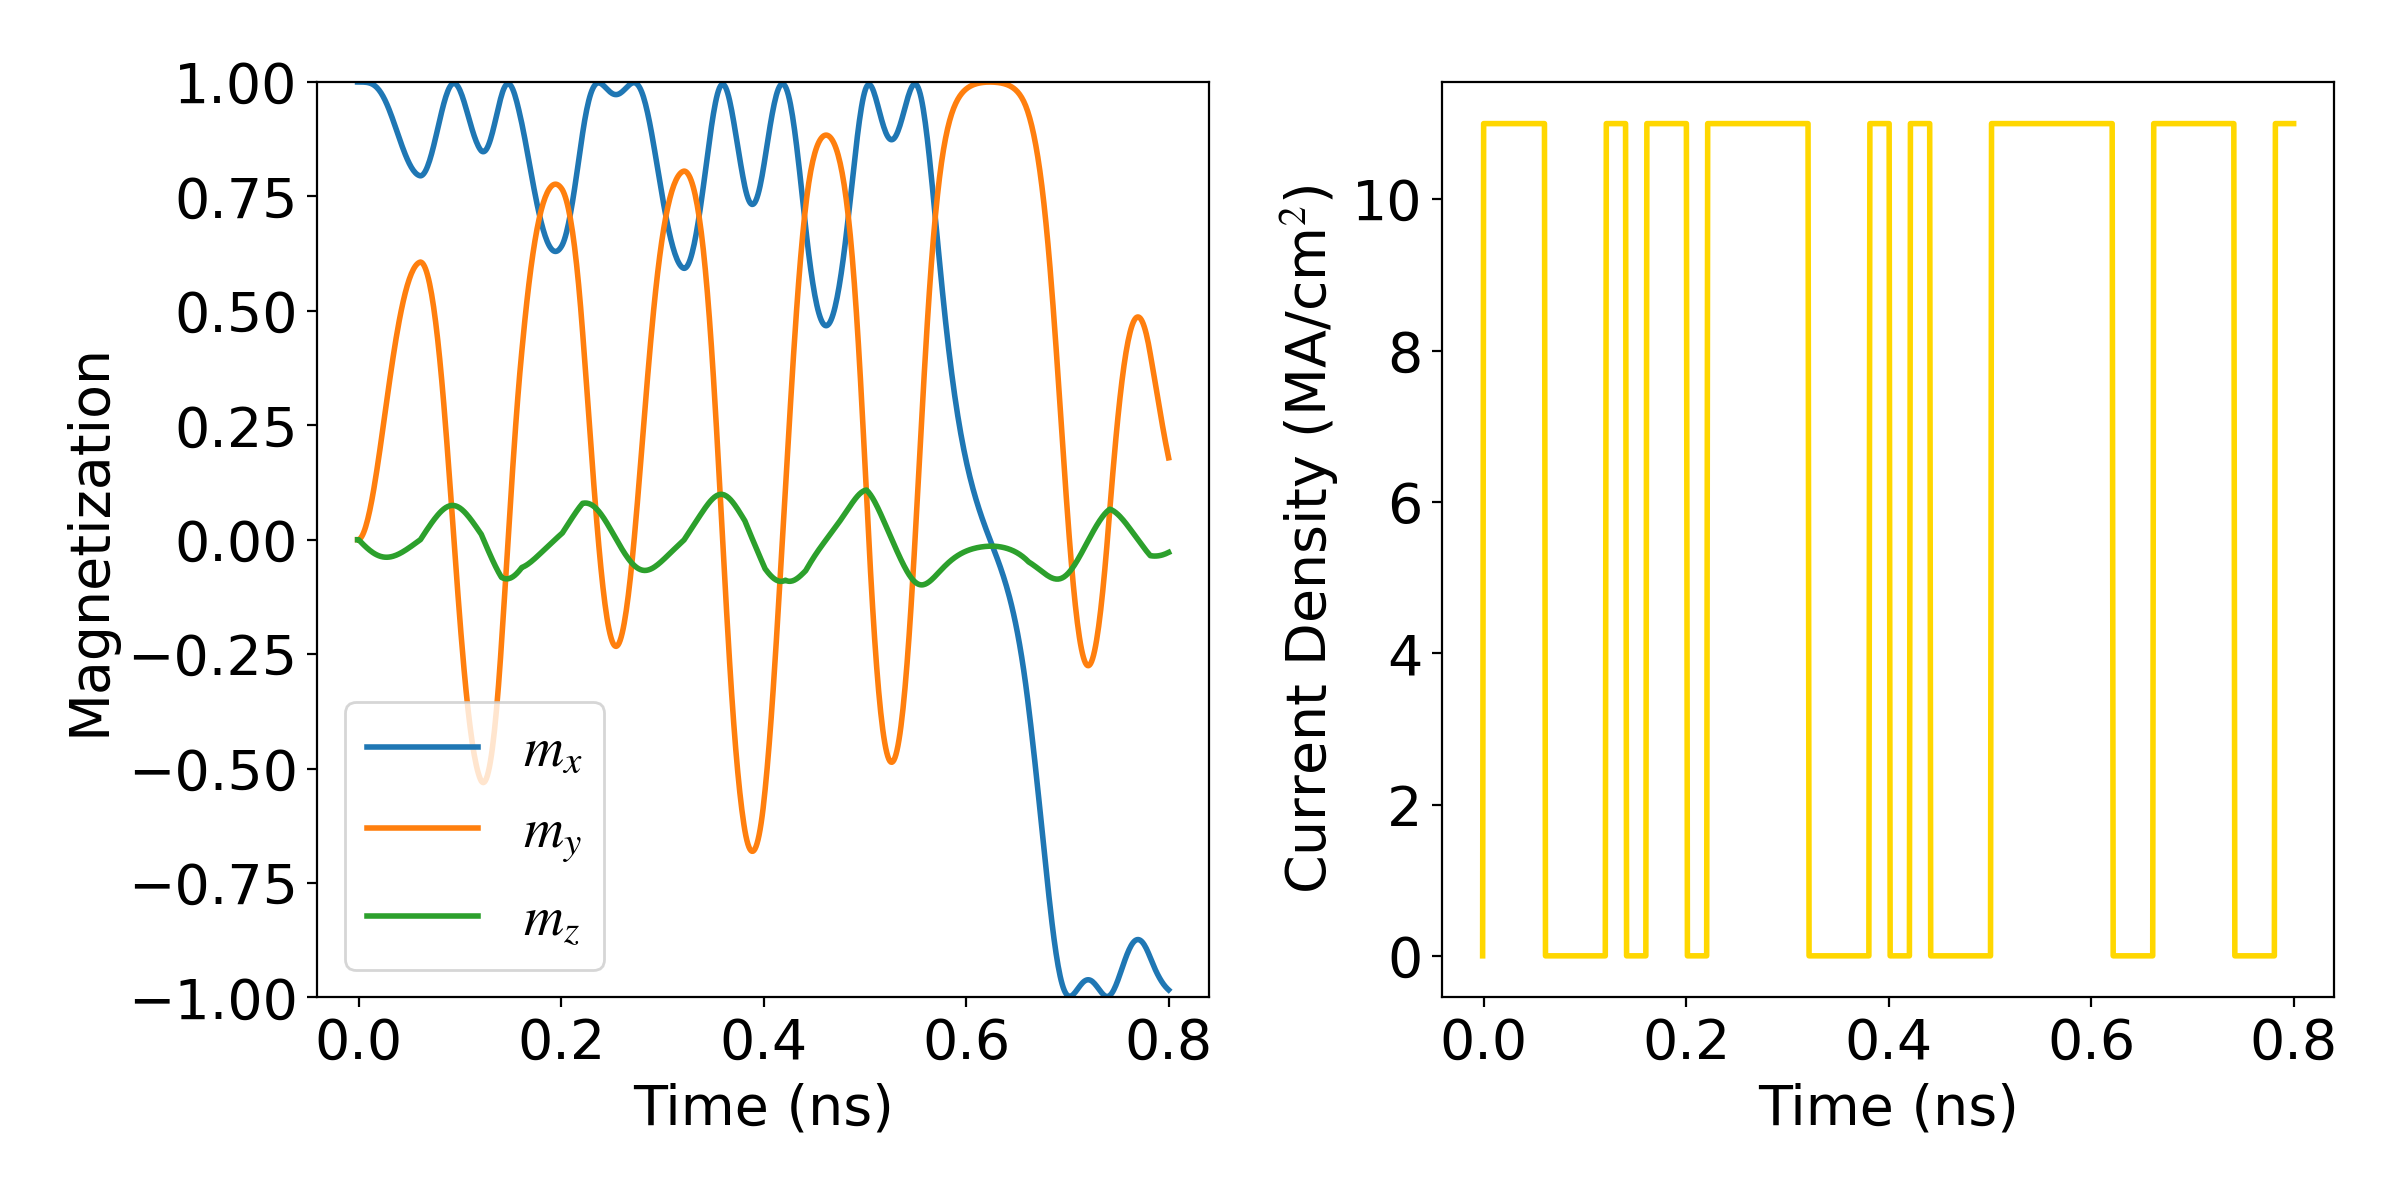 Magnetization
1.00
0.75
0.50
0.25
0.00
−0.25
−0.50
−0.75
−1.00
0.0 0.2 0.4 0.6 0.8
Time (ns)
m_x
m_y
m_z
Current Density (MA/cm²)
10
8
6
4
2
0
0.0 0.2 0.4 0.6 0.8
Time (ns)